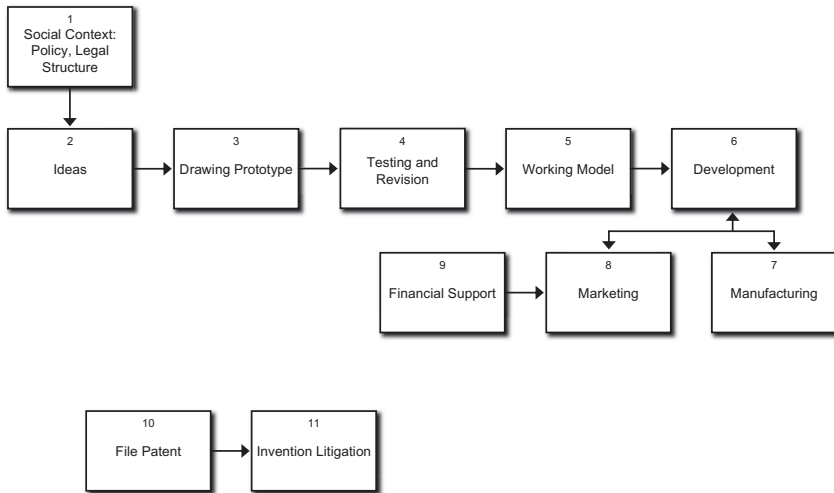 1
Social Context:
Policy, Legal
Structure
2
Ideas
3
Drawing Prototype
4
Testing and
Revision
5
Working Model
6
Development
9
Financial Support
8
Marketing
7
Manufacturing
10
File Patent
11
Invention Litigation